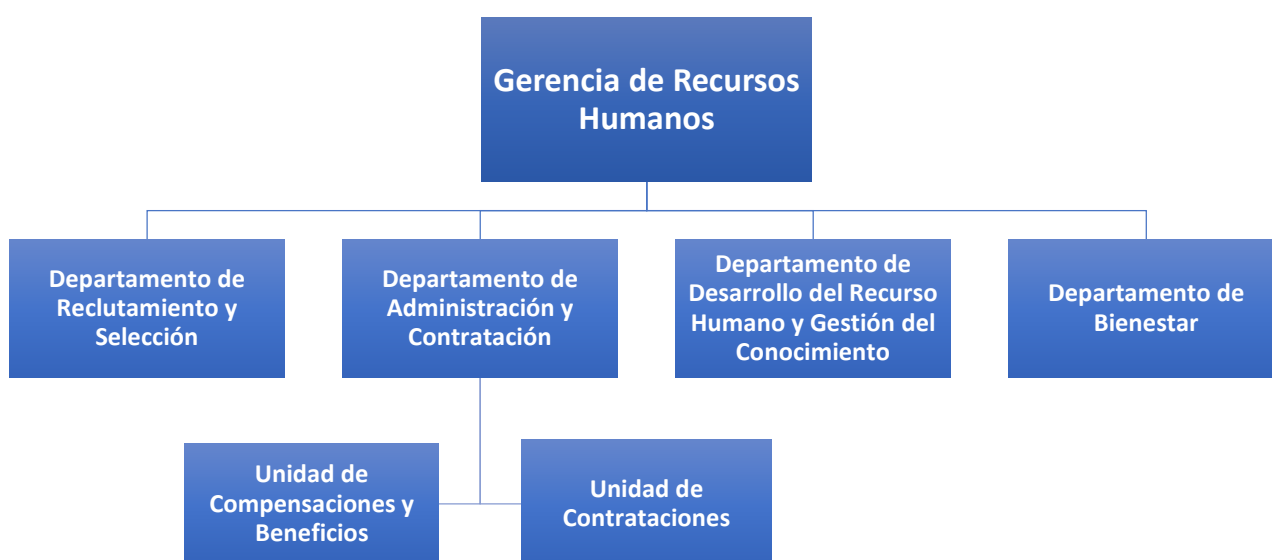 Gerencia de Recursos
Humanos
Departamento de
Reclutamiento y
Selección
Departamento de
Administración y
Contratación
Departamento de
Desarrollo del Recurso
Humano y Gestión del
Conocimiento
Departamento de
Bienestar
Unidad de
Compensaciones y
Beneficios
Unidad de
Contrataciones